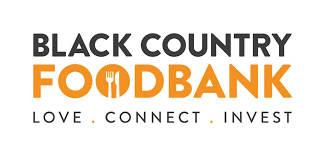 BLACK COUNTRY
FOODBANK
LOVE . CONNECT . INVEST